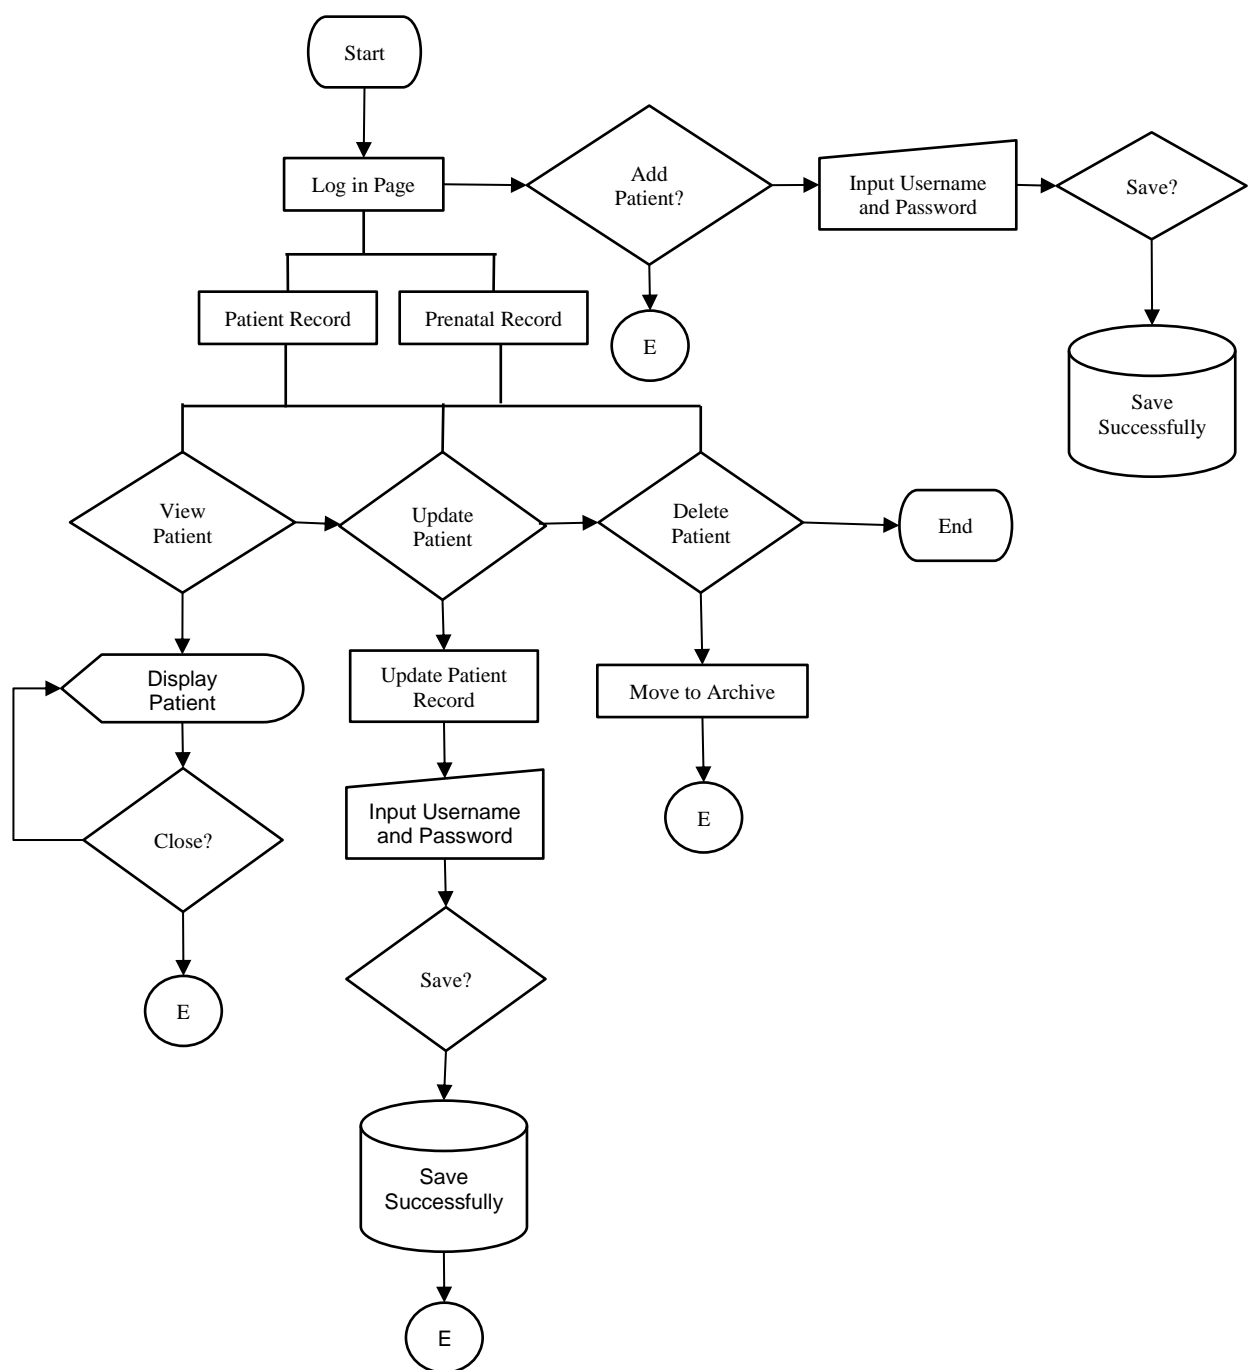 Start
Log in Page
Add
Patient?
Input Username
and Password
Save?
Patient Record
Prenatal Record
E
Save
Successfully
View
Patient
Update
Patient
Delete
Patient
End
Display
Patient
Update Patient
Record
Move to Archive
Close?
Input Username
and Password
E
Save?
E
Save
Successfully
E